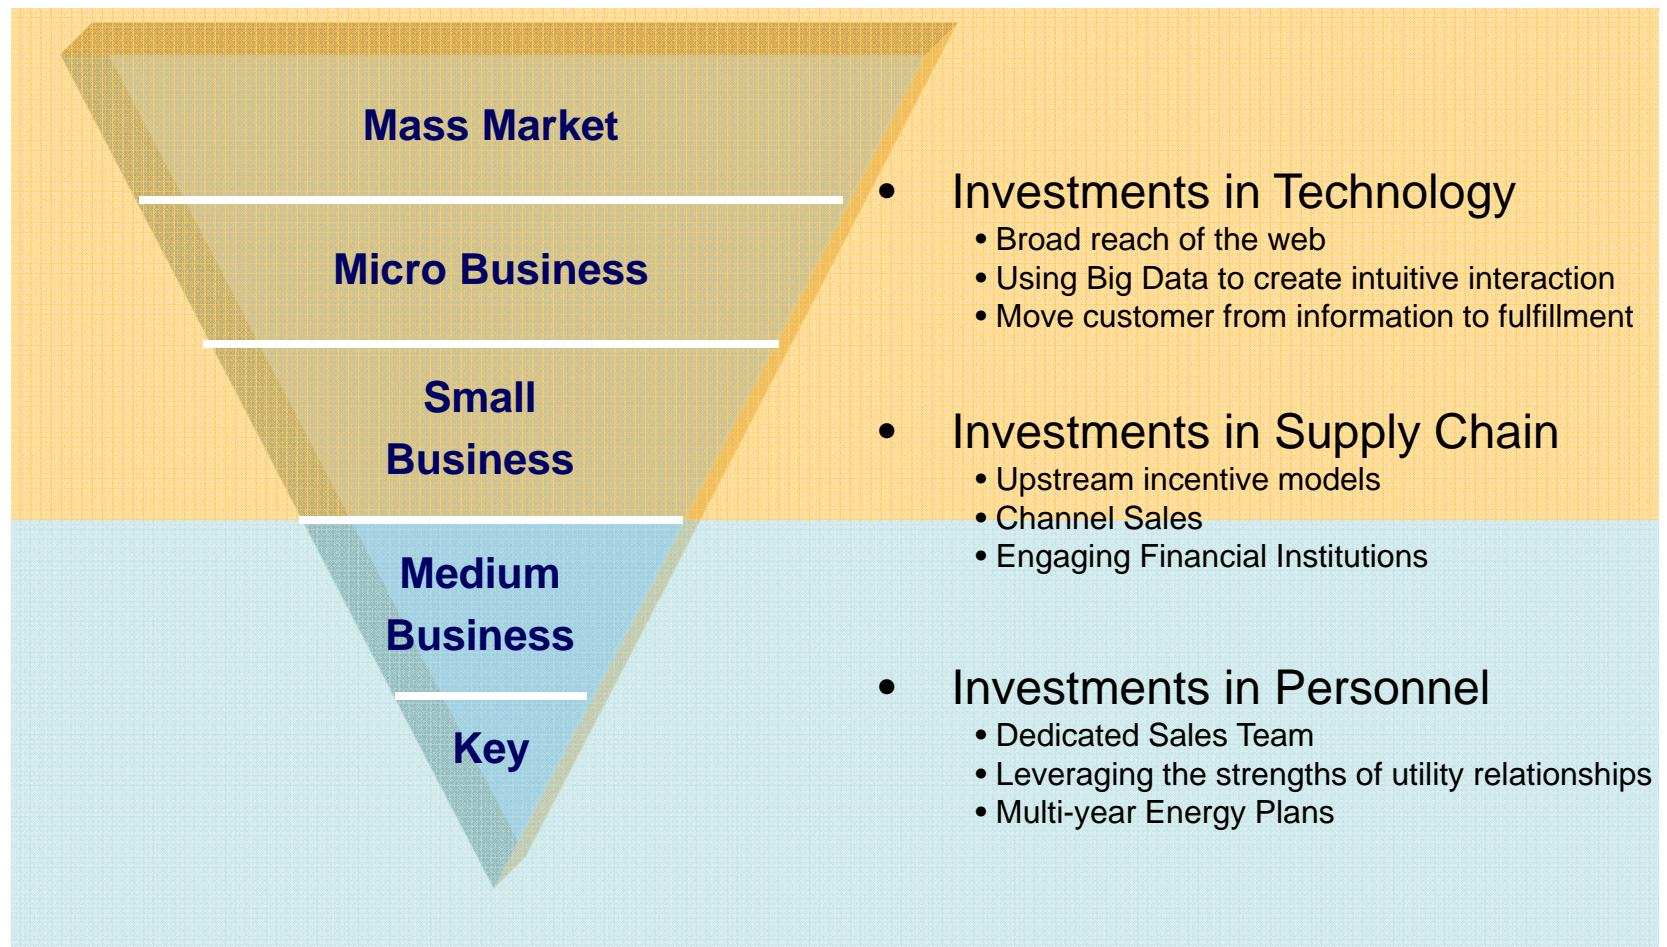 Mass Market
Micro Business
Small
Business
Medium
Business
Key
• Investments in Technology
• Broad reach of the web
• Using Big Data to create intuitive interaction
• Move customer from information to fulfillment
• Investments in Supply Chain
• Upstream incentive models
• Channel Sales
• Engaging Financial Institutions
• Investments in Personnel
• Dedicated Sales Team
• Leveraging the strengths of utility relationships
• Multi-year Energy Plans